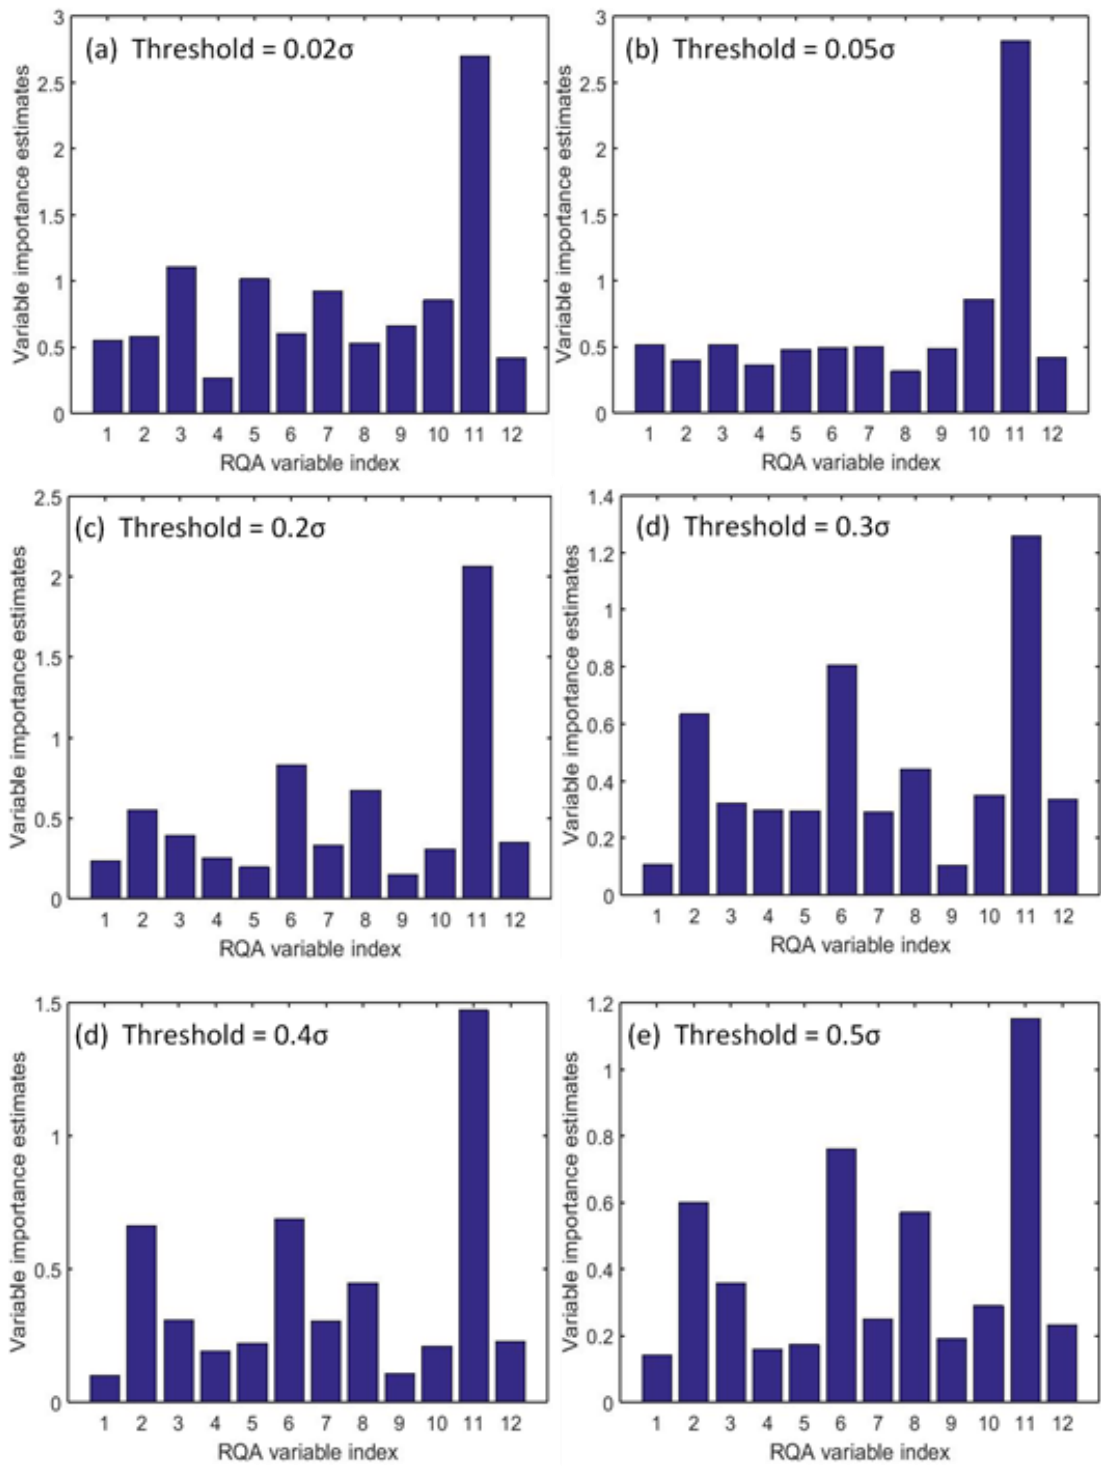 (a) Threshold = 0.02σ
Variable importance estimates
3
2.5
2
1.5
1
0.5
0
1 2 3 4 5 6 7 8 9 10 11 12
RQA variable index
(b) Threshold = 0.05σ
Variable importance estimates
3
2.5
2
1.5
1
0.5
0
1 2 3 4 5 6 7 8 9 10 11 12
RQA variable index
(c) Threshold = 0.2σ
Variable importance estimates
2.5
2
1.5
1
0.5
0
1 2 3 4 5 6 7 8 9 10 11 12
RQA variable index
(d) Threshold = 0.3σ
Variable importance estimates
1.4
1.2
1
0.8
0.6
0.4
0.2
0
1 2 3 4 5 6 7 8 9 10 11 12
RQA variable index
(d) Threshold = 0.4σ
Variable importance estimates
1.5
1
0.5
0
1 2 3 4 5 6 7 8 9 10 11 12
RQA variable index
(e) Threshold = 0.5σ
Variable importance estimates
1.2
1
0.8
0.6
0.4
0.2
0
1 2 3 4 5 6 7 8 9 10 11 12
RQA variable index